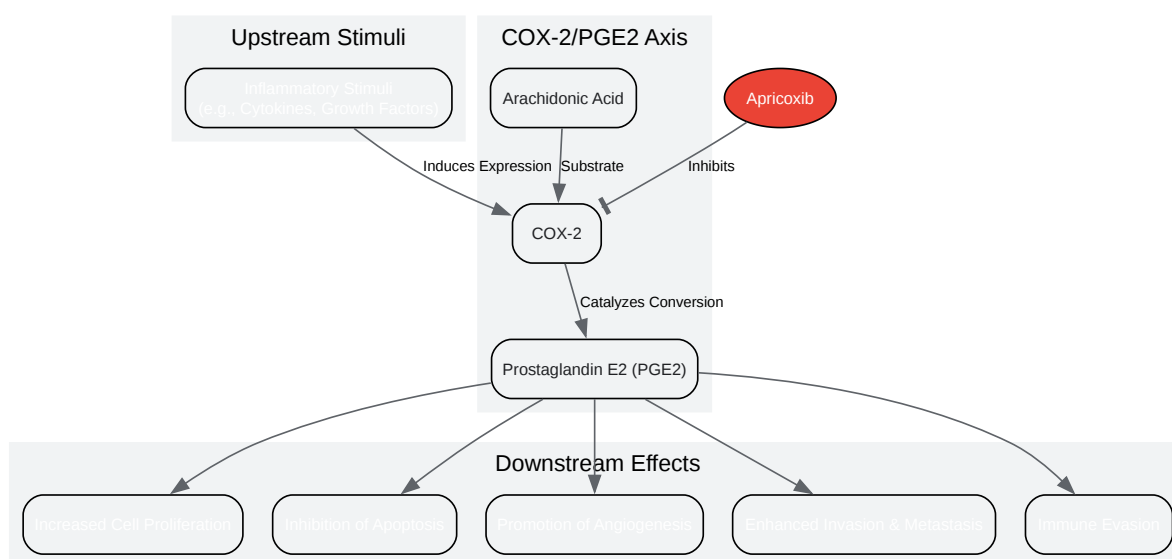 Upstream Stimuli
COX-2/PGE2 Axis
Inflammatory Stimuli
(e.g., Cytokines, Growth Factors)
Arachidonic Acid
Apricoxib
Induces Expression
Substrate
Inhibits
COX-2
Catalyzes Conversion
Prostaglandin E2 (PGE2)
Downstream Effects
Increased Cell Proliferation
Inhibition of Apoptosis
Promotion of Angiogenesis
Enhanced Invasion & Metastasis
Immune Evasion